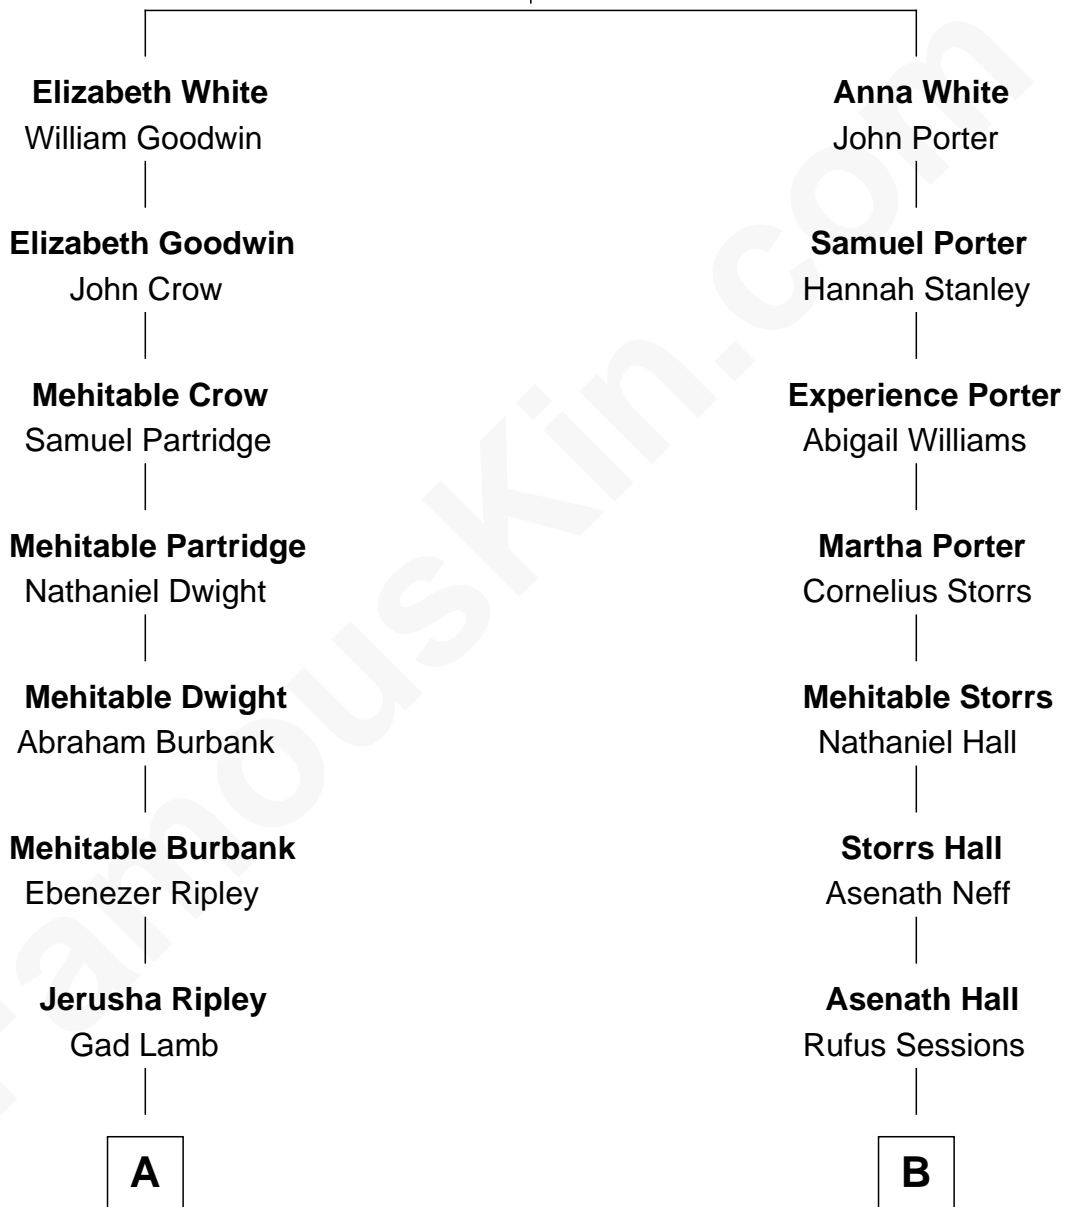 Elizabeth White
William Goodwin
Elizabeth Goodwin
John Crow
Mehitable Crow
Samuel Partridge
Mehitable Partridge
Nathaniel Dwight
Mehitable Dwight
Abraham Burbank
Mehitable Burbank
Ebenezer Ripley
Jerusha Ripley
Gad Lamb
A
Anna White
John Porter
Samuel Porter
Hannah Stanley
Experience Porter
Abigail Williams
Martha Porter
Cornelius Storrs
Mehitable Storrs
Nathaniel Hall
Storrs Hall
Asenath Neff
Asenath Hall
Rufus Sessions
B
FamousKin.com